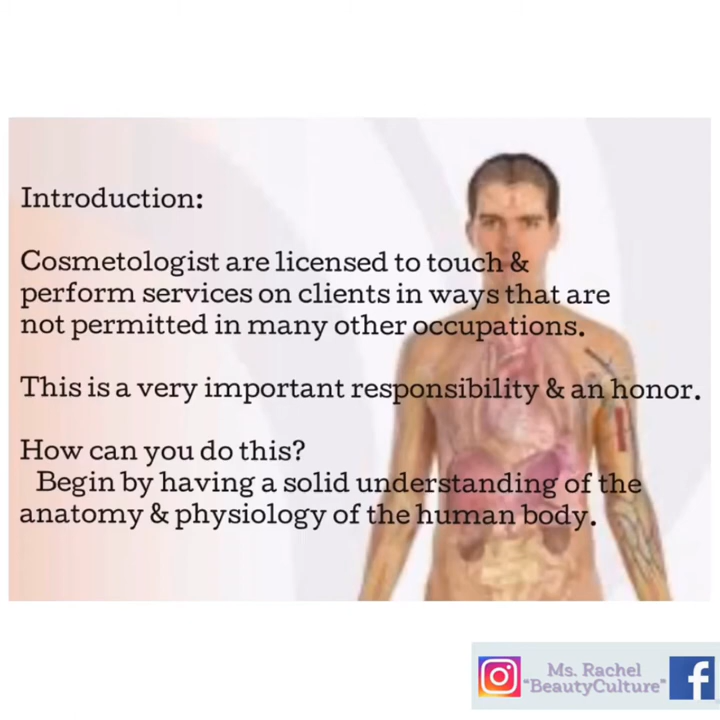 Introduction:
Cosmetologist are licensed to touch &
perform services on clients in ways that are
not permitted in many other occupations.
This is a very important responsibility & an honor.
How can you do this?
Begin by having a solid understanding of the
anatomy & physiology of the human body.
Ms. Rachel
"BeautyCulture"